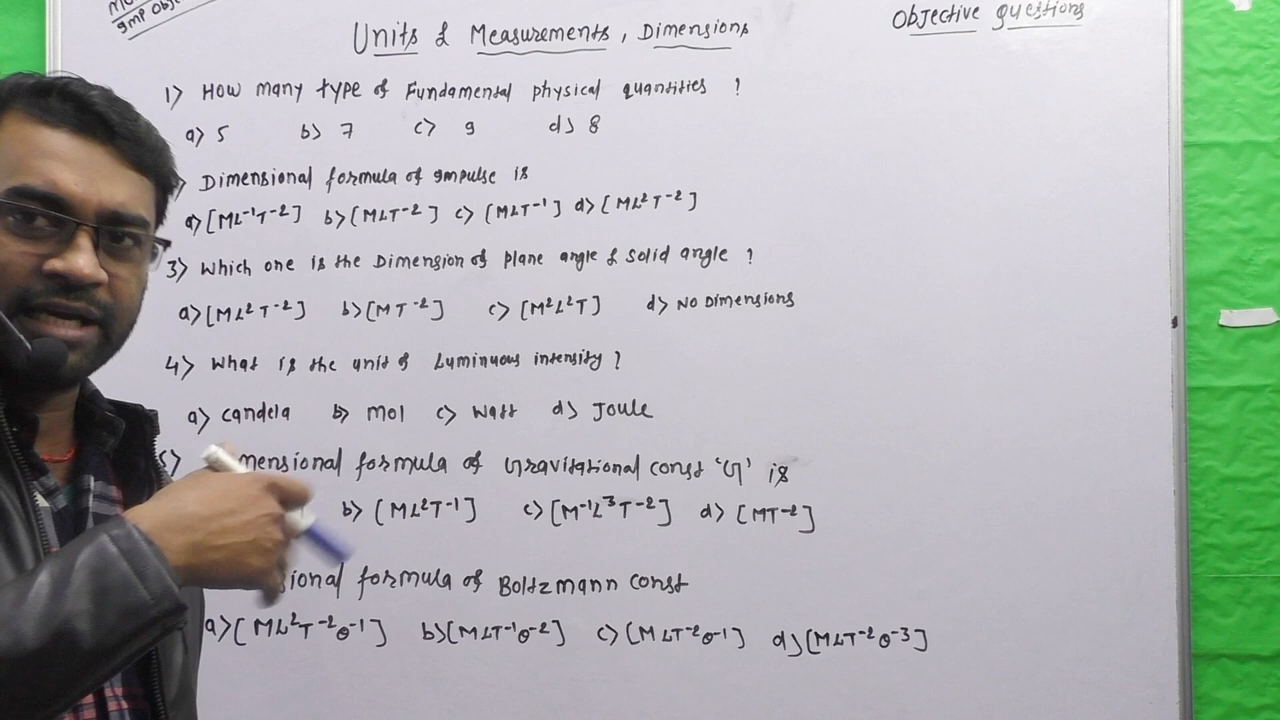 Imp Obje
Units & Measurements, Dimensions
Objective questions
1> How many type of Fundamental physical quantities ?
a> 5 b> 7 c> 9 d> 8
> Dimensional formula of Impulse is
a>[ML⁻¹T⁻²] b>[MLT⁻²] c>[MLT⁻¹] d>[ML²T⁻²]
3> Which one is the Dimension of plane angle & solid angle ?
a>[ML²T⁻²] b>[MT⁻²] c>[M²L²T] d> No Dimensions
4> What is the unit of Luminuous intensity ?
a> candela b> mol c> watt d> Joule
5> mensional formula of Gravitational const 'G' is
b> [ML²T⁻¹] c>[M⁻¹L³T⁻²] d> [MT⁻²]
sional formula of Boltzmann const
a>[ML²T⁻²θ⁻¹] b>[MLT⁻¹θ⁻²] c>[MLT⁻²θ⁻¹] d>[MLT⁻²θ⁻³]